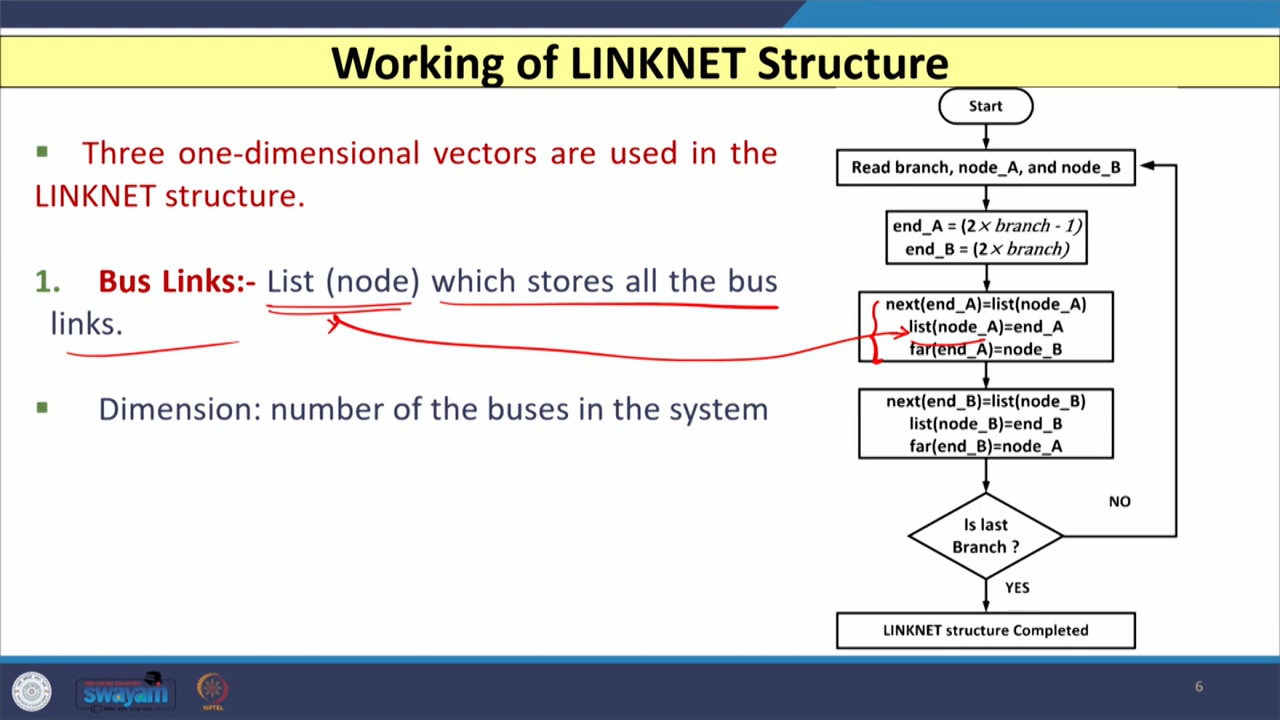 Working of LINKNET Structure
▪ Three one-dimensional vectors are used in the
LINKNET structure.
1. Bus Links:- List (node) which stores all the bus
links.
▪ Dimension: number of the buses in the system
Start
Read branch, node_A, and node_B
end_A = (2× branch - 1)
end_B = (2× branch)
next(end_A)=list(node_A)
list(node_A)=end_A
far(end_A)=node_B
next(end_B)=list(node_B)
list(node_B)=end_B
far(end_B)=node_A
Is last
Branch ?
NO
YES
LINKNET structure Completed
swayam
NPTEL
6